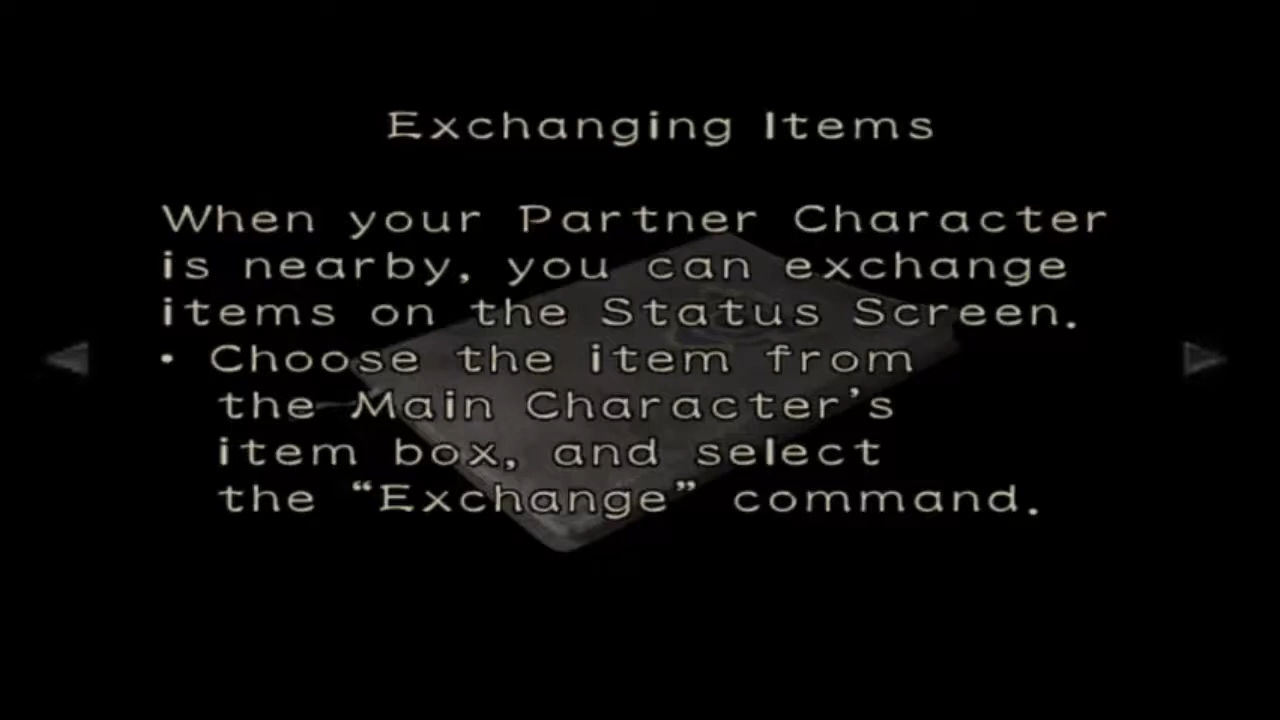 Exchanging Items
When your Partner Character
is nearby, you can exchange
items on the Status Screen.
• Choose the item from
the Main Character’s
item box, and select
the “Exchange” command.